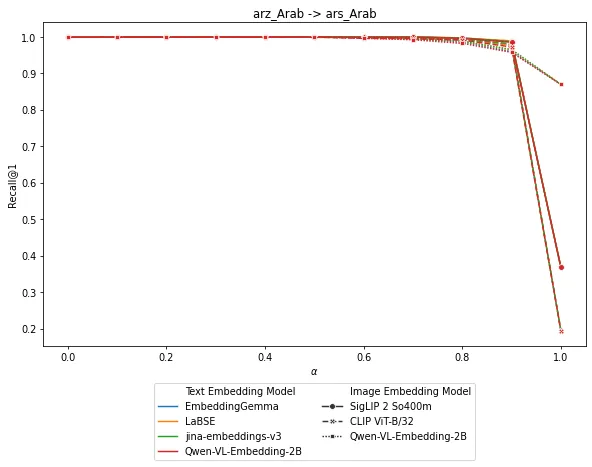 arz_Arab -> ars_Arab
Recall@1
1.0
0.9
0.8
0.7
0.6
0.5
0.4
0.3
0.2
0.0 0.2 0.4 0.6 0.8 1.0
α
Text Embedding Model Image Embedding Model
EmbeddingGemma SigLIP 2 So400m
LaBSE CLIP ViT-B/32
jina-embeddings-v3 Qwen-VL-Embedding-2B
Qwen-VL-Embedding-2B